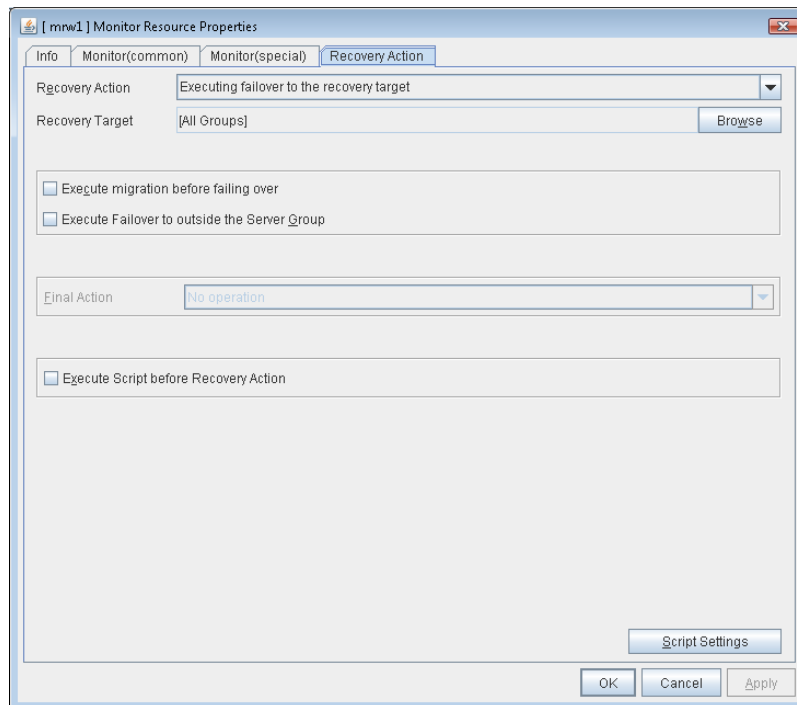 [ mrw1 ] Monitor Resource Properties
Info Monitor(common) Monitor(special) Recovery Action
Recovery Action Executing failover to the recovery target
Recovery Target [All Groups] Browse
Execute migration before failing over
Execute Failover to outside the Server Group
Final Action No operation
Execute Script before Recovery Action
Script Settings
OK Cancel Apply